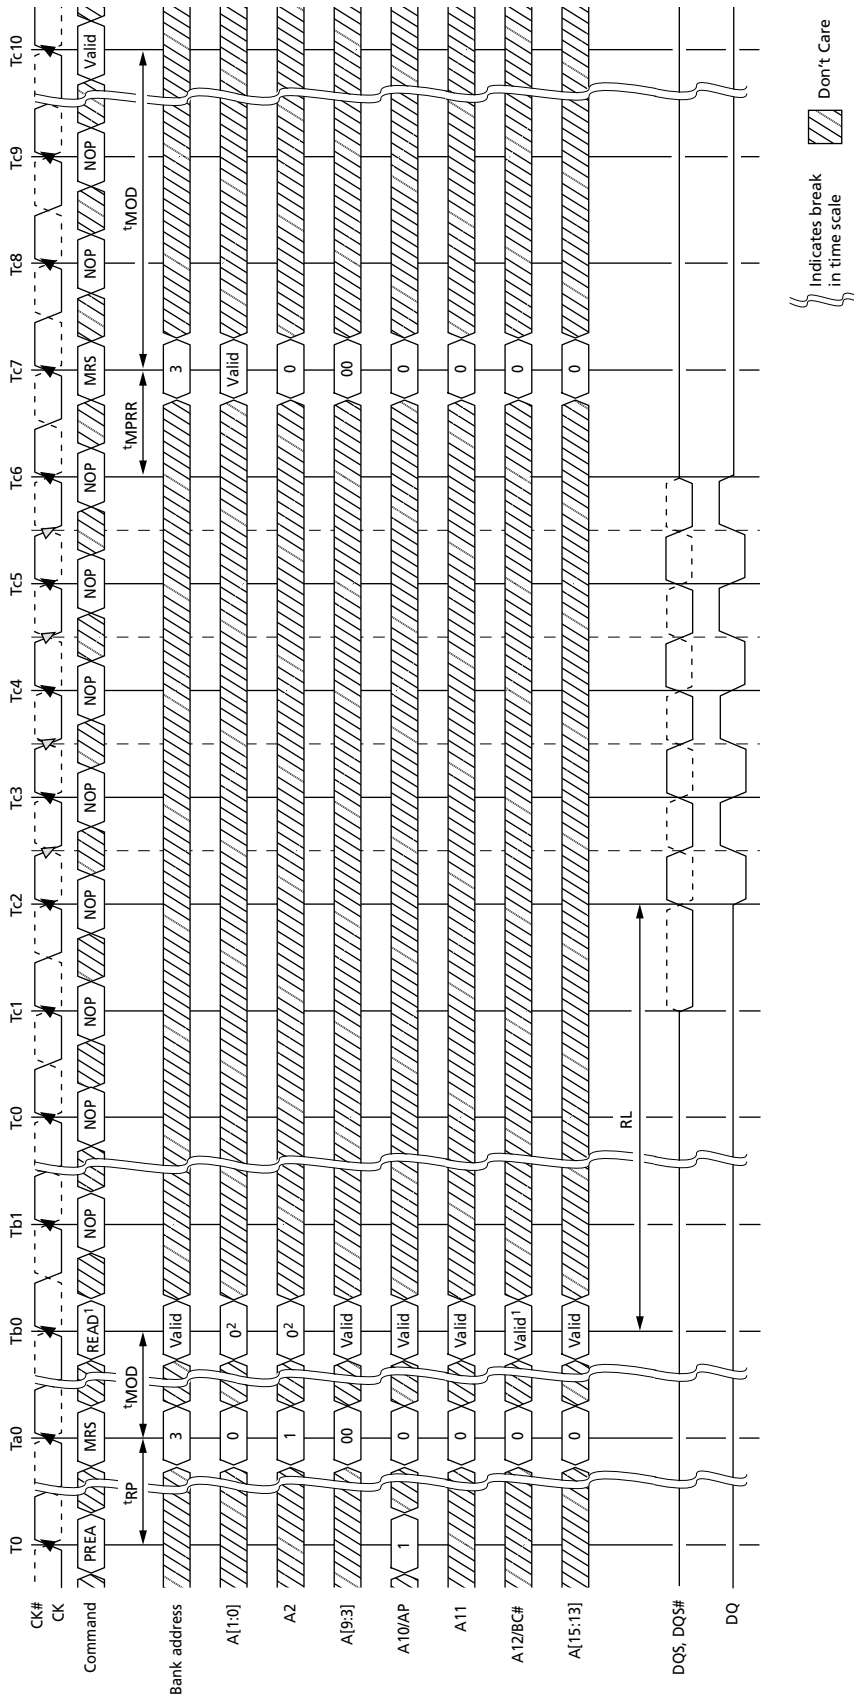 T0 Ta0 Tb0 Tb1 Tc0 Tc1 Tc2 Tc3 Tc4 Tc5 Tc6 Tc7 Tc8 Tc9 Tc10
CK#
CK
Command PREA MRS READ¹ NOP NOP NOP NOP NOP NOP NOP NOP MRS NOP NOP Valid
ᵗRP ᵗMOD ᵗMPRR ᵗMOD
Bank address 3 Valid 3
A[1:0] 0 0² Valid
A2 1 0² 0
A[9:3] 00 Valid 00
A10/AP 1 0 Valid 0
A11 0 Valid 0
A12/BC# 0 Valid¹ 0
A[15:13] 0 Valid 0
RL
DQS, DQS#
DQ
Indicates break
in time scale
Don't Care